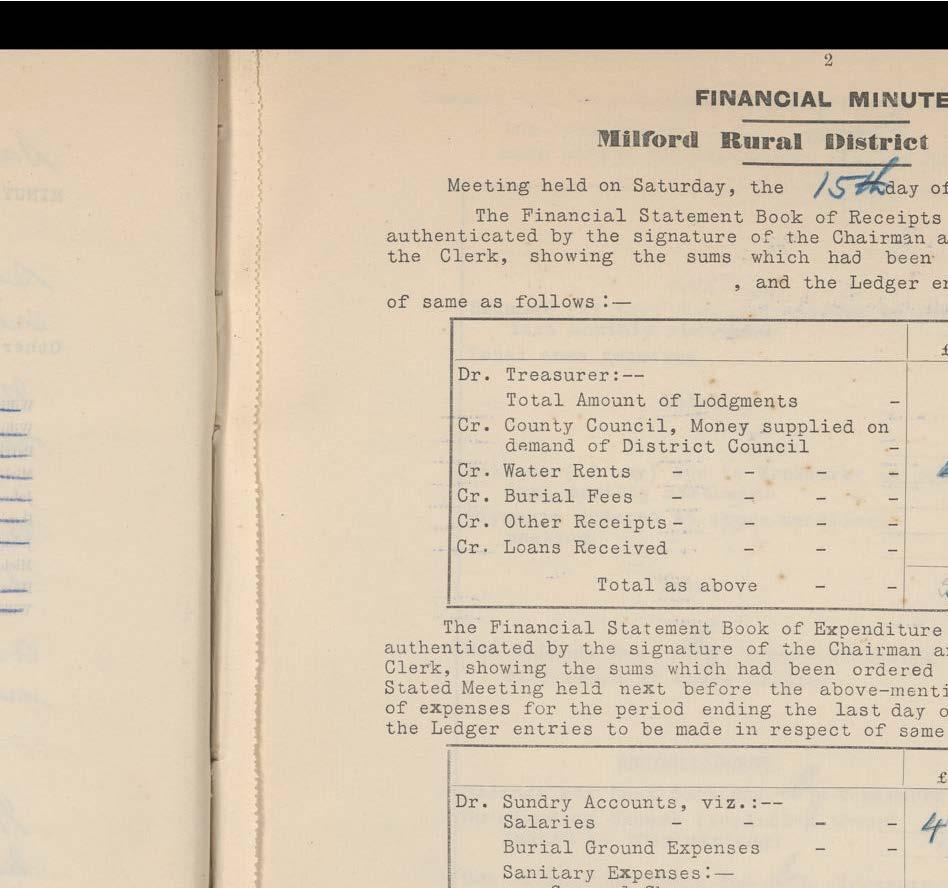 2
FINANCIAL MINUTE
Milford Rural District
Meeting held on Saturday, the 15th day of
The Financial Statement Book of Receipts
authenticated by the signature of the Chairman a
the Clerk, showing the sums which had been
, and the Ledger en
of same as follows:—
£
Dr. Treasurer:--
Total Amount of Lodgments -
Cr. County Council, Money supplied on
demand of District Council -
Cr. Water Rents - - - -
Cr. Burial Fees - - - -
Cr. Other Receipts - - - -
Cr. Loans Received - - -
Total as above - -
The Financial Statement Book of Expenditure
authenticated by the signature of the Chairman a
Clerk, showing the sums which had been ordered
Stated Meeting held next before the above-menti
of expenses for the period ending the last day o
the Ledger entries to be made in respect of same
£
Dr. Sundry Accounts, viz.:--
Salaries - - - - 4
Burial Ground Expenses - -
Sanitary Expenses:—